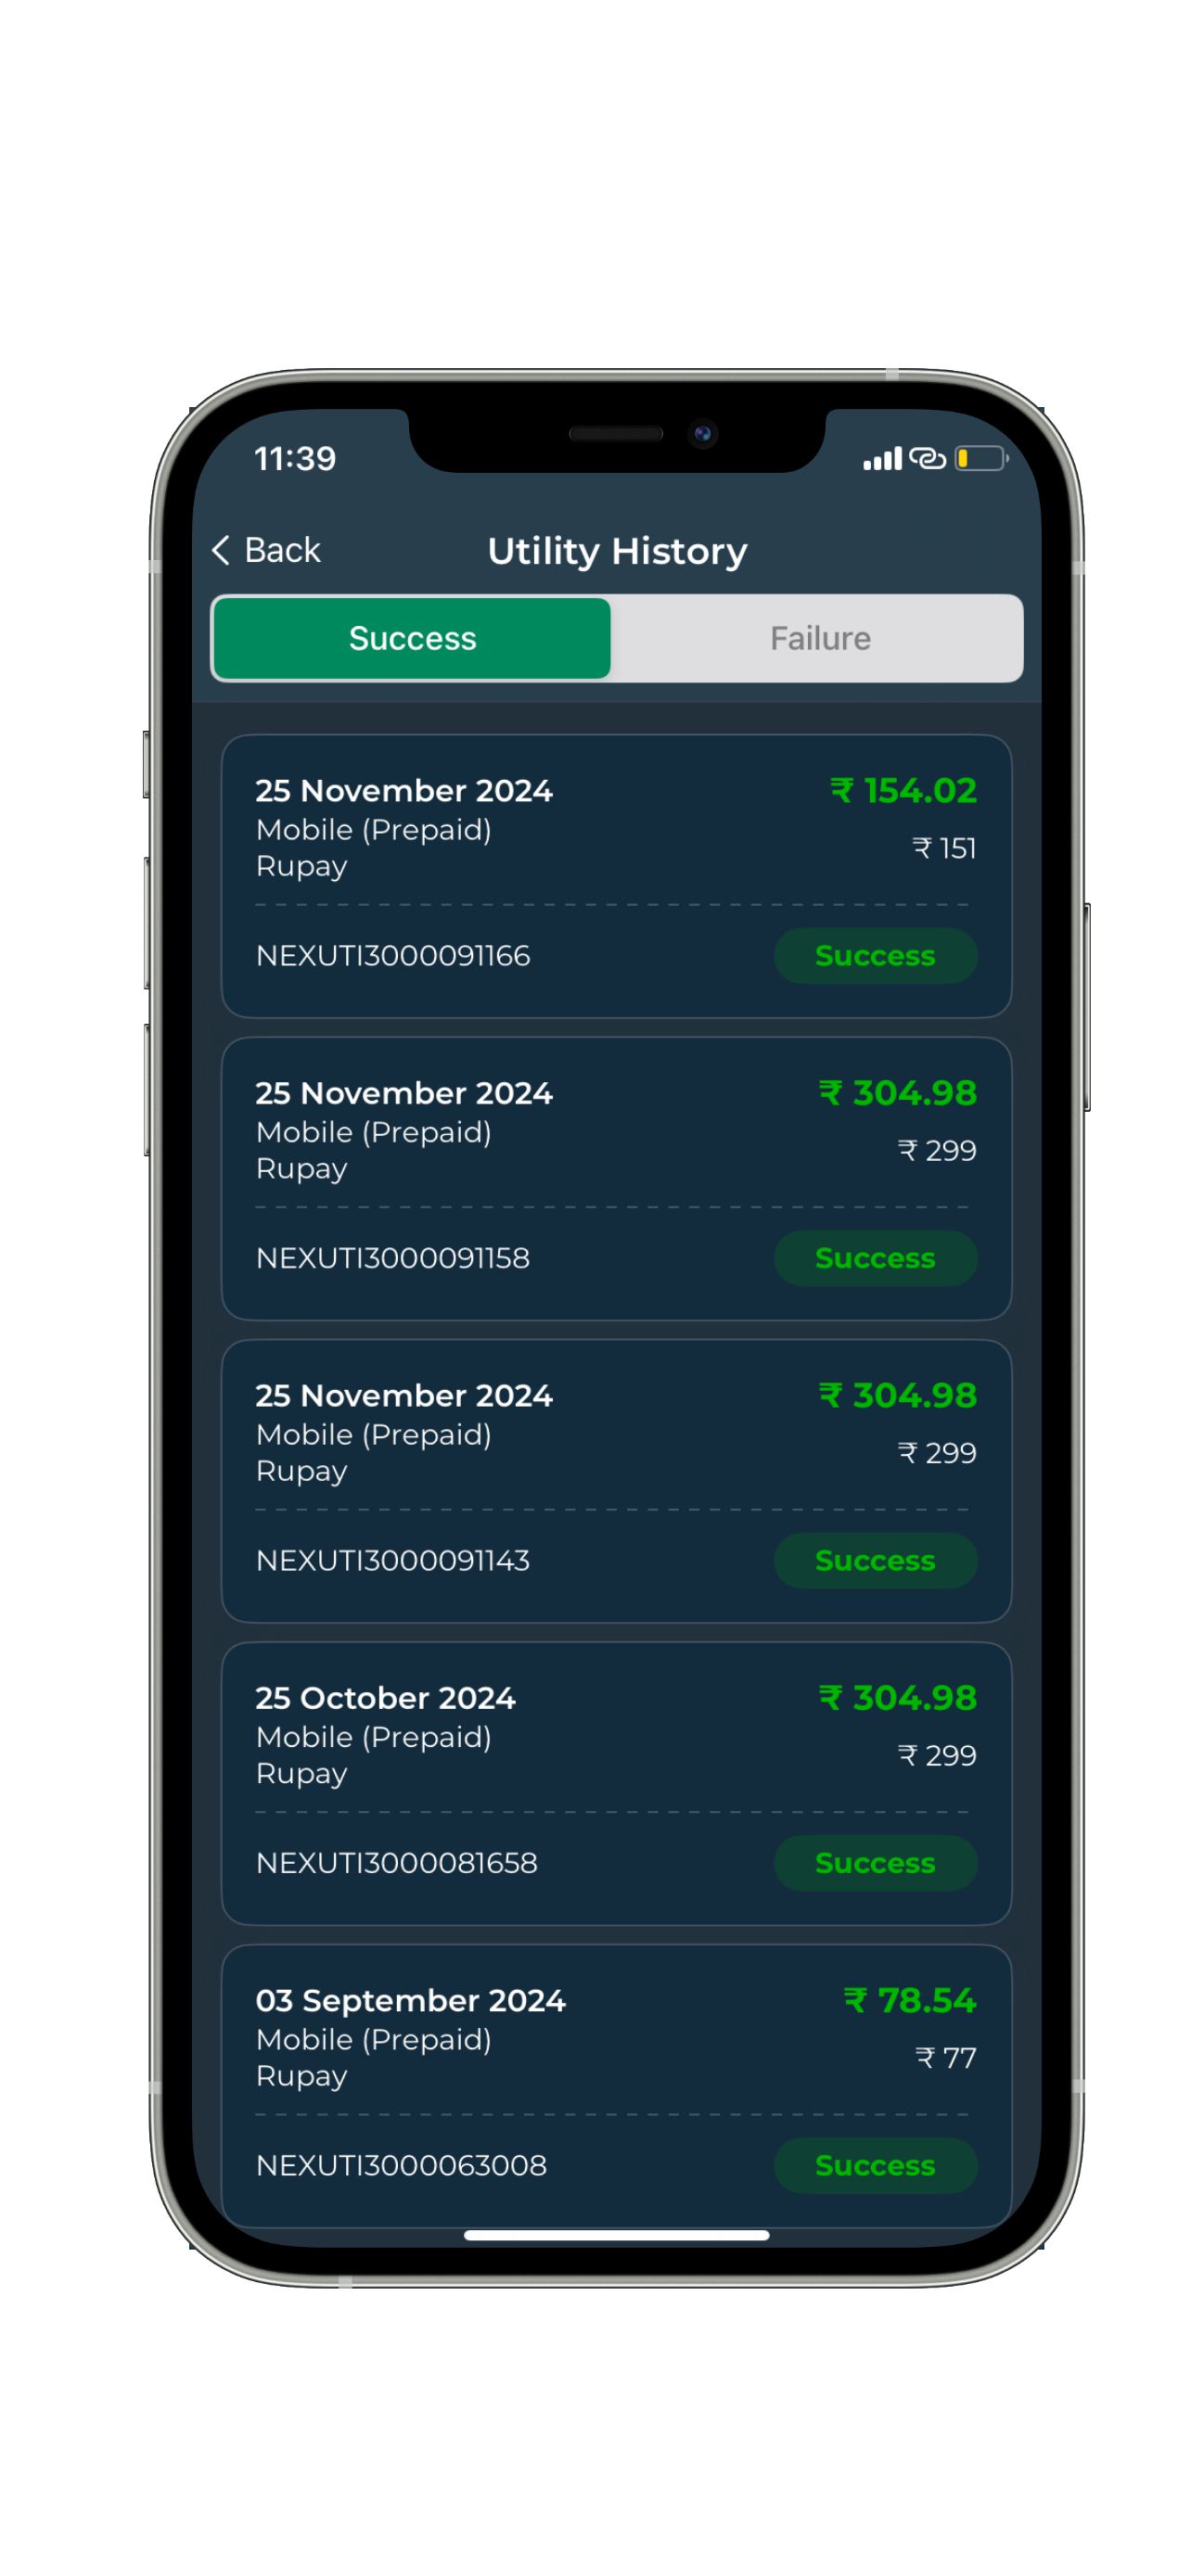 11:39
Back
Utility History
Success
Failure
25 November 2024
₹ 154.02
Mobile (Prepaid)
₹ 151
Rupay
NEXUTI3000091166
Success
25 November 2024
₹ 304.98
Mobile (Prepaid)
₹ 299
Rupay
NEXUTI3000091158
Success
25 November 2024
₹ 304.98
Mobile (Prepaid)
₹ 299
Rupay
NEXUTI3000091143
Success
25 October 2024
₹ 304.98
Mobile (Prepaid)
₹ 299
Rupay
NEXUTI3000081658
Success
03 September 2024
₹ 78.54
Mobile (Prepaid)
₹ 77
Rupay
NEXUTI3000063008
Success